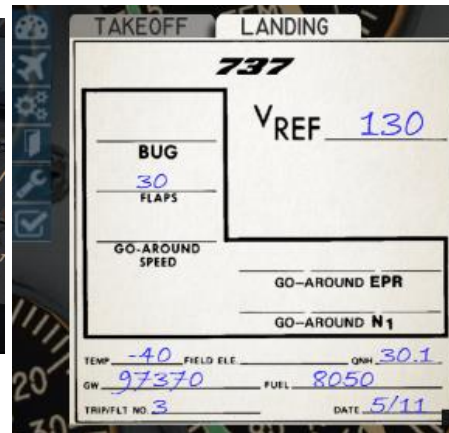 TAKEOFF LANDING
737
VREF 130
BUG
30
FLAPS
GO-AROUND
SPEED
GO-AROUND EPR
GO-AROUND N1
TEMP -40 FIELD ELE QNH 30.1
GW 97370 FUEL 8050
TRIP/FLT NO. 3 DATE 5/11
20